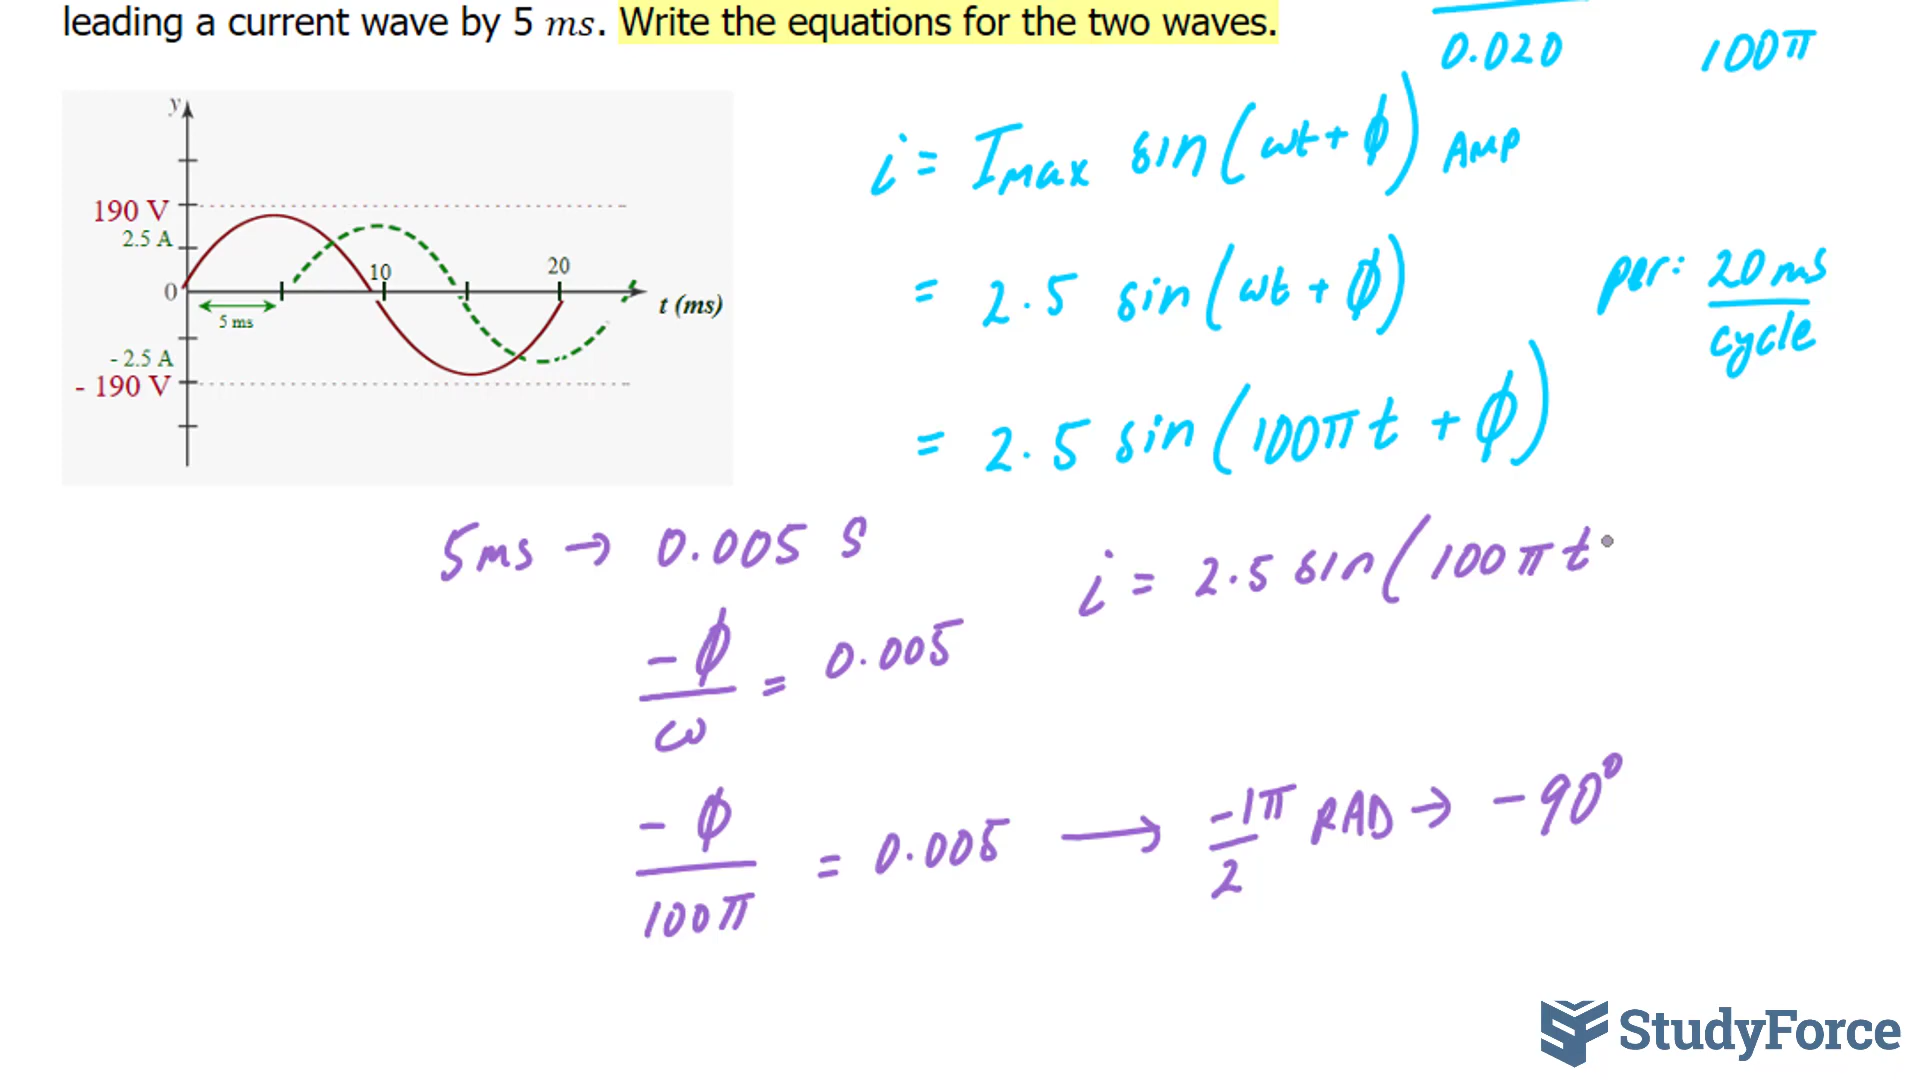 leading a current wave by 5 ms. Write the equations for the two waves.
0.020
100π
i = Imax sin(ωt + ϕ) AMP
= 2.5 sin(ωt + ϕ)
per: 20 ms
cycle
= 2.5 sin(100πt + ϕ)
y
190 V
2.5 A
0
10
20
t (ms)
5 ms
- 2.5 A
- 190 V
5ms → 0.005 s
i = 2.5 sin(100πt
-ϕ
ω
= 0.005
-ϕ
100π
= 0.005 → -1π
2
RAD → -90°
StudyForce